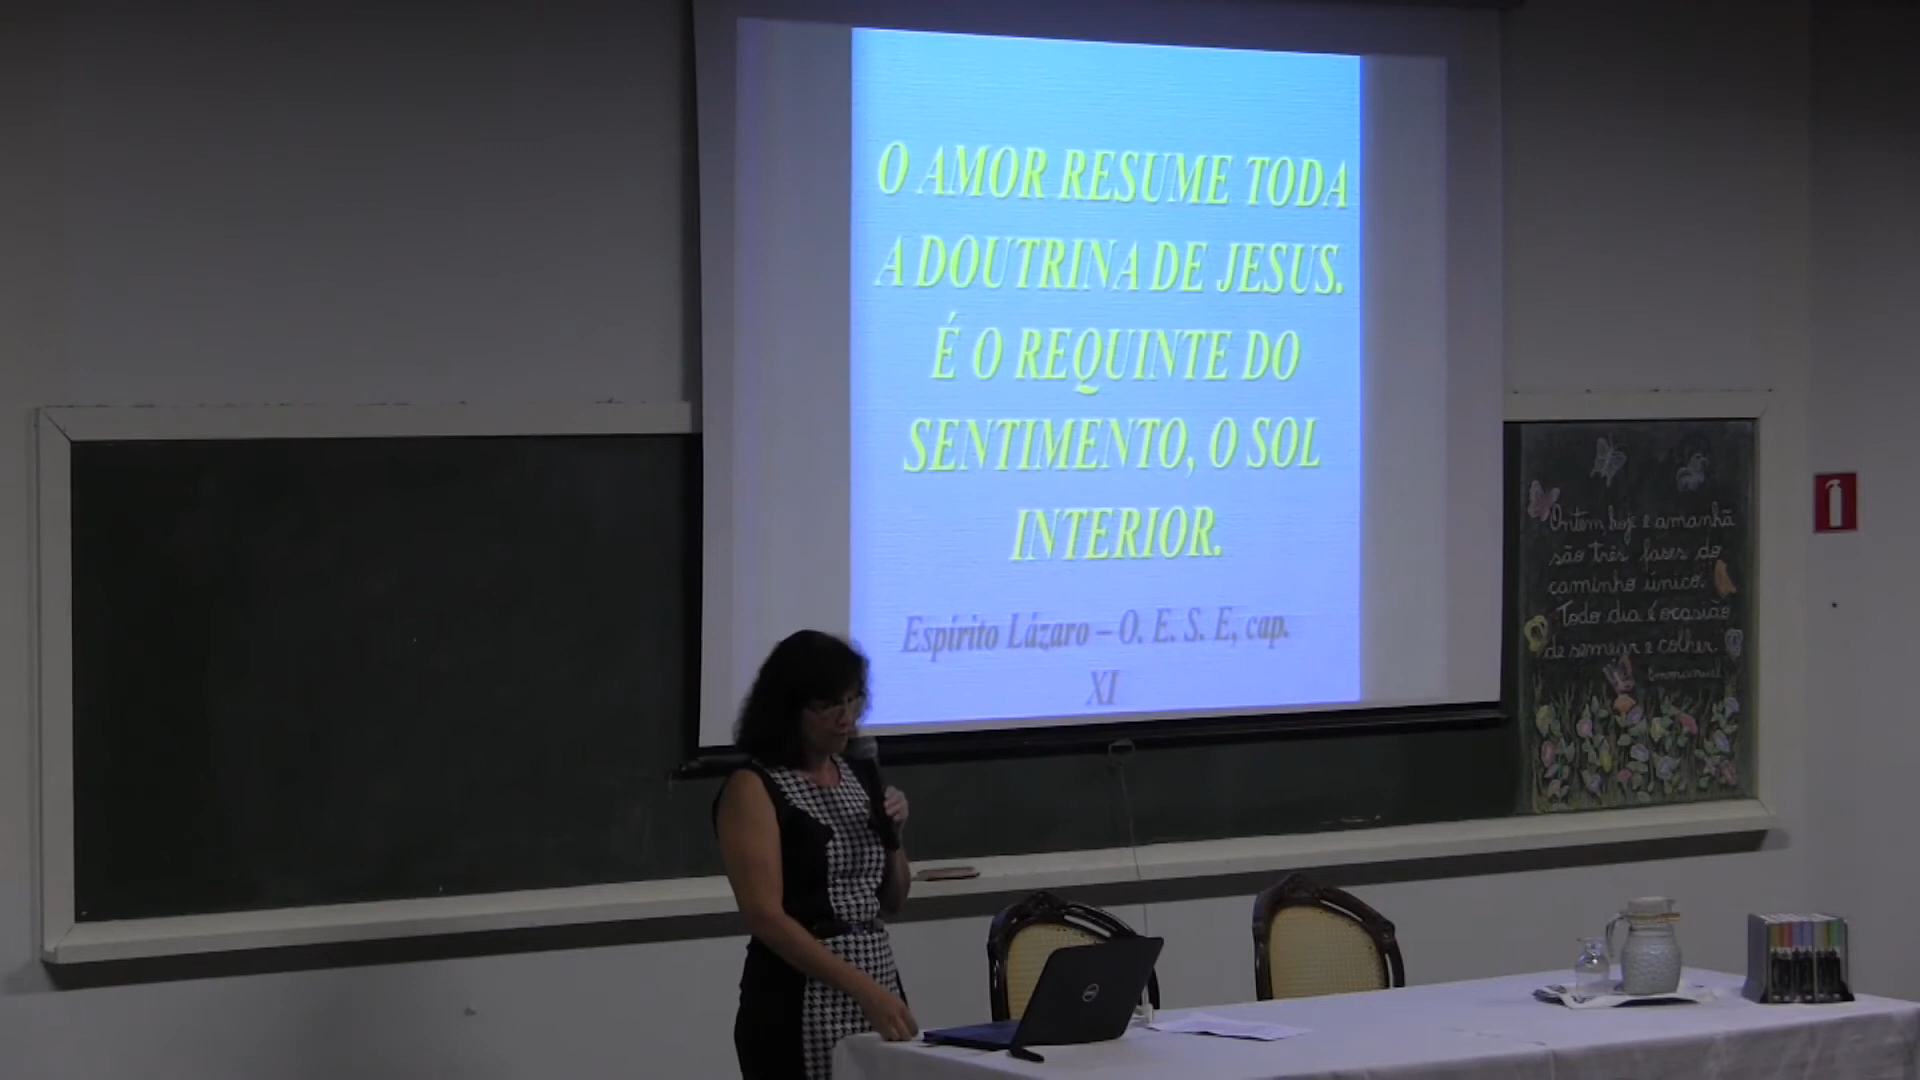 O AMOR RESUME TODA
A DOUTRINA DE JESUS.
É O REQUINTE DO
SENTIMENTO, O SOL
INTERIOR.
Espírito Lázaro – O. E. S. E, cap.
XI
Ontem hoje e amanhã
são três fases do
caminho único.
Todo dia é ocasião
de semear e colher.
Emmanuel
DELL